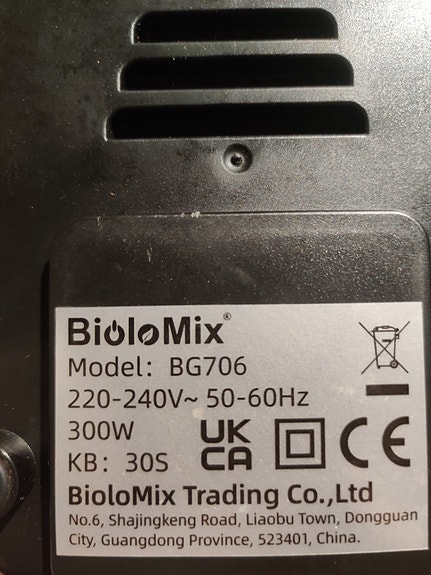 BioloMix®
Model: BG706
220-240V~ 50-60Hz
300W
KB: 30S
UK
CA
CE
BioloMix Trading Co.,Ltd
No.6, Shajingkeng Road, Liaobu Town, Dongguan
City, Guangdong Province, 523401, China.